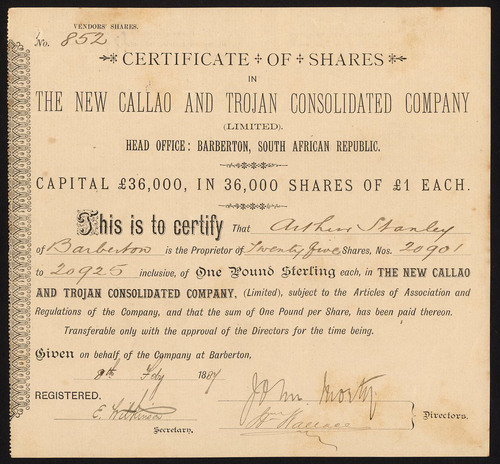 VENDORS' SHARES.
No. 852
CERTIFICATE OF SHARES
IN
THE NEW CALLAO AND TROJAN CONSOLIDATED COMPANY
(LIMITED).
HEAD OFFICE: BARBERTON, SOUTH AFRICAN REPUBLIC.
CAPITAL £36,000, IN 36,000 SHARES OF £1 EACH.
This is to certify That Arthur Stanley
of Barberton is the Proprietor of Twenty five Shares, Nos. 20901
to 20925 inclusive, of One Pound Sterling each, in THE NEW CALLAO
AND TROJAN CONSOLIDATED COMPANY, (Limited), subject to the Articles of Association and
Regulations of the Company, and that the sum of One Pound per Share, has been paid thereon.
Transferable only with the approval of the Directors for the time being.
Given on behalf of the Company at Barberton,
8th Feby 1887
REGISTERED.
John
E. Wilkinson
Wm Wallace
Directors.
Secretary,